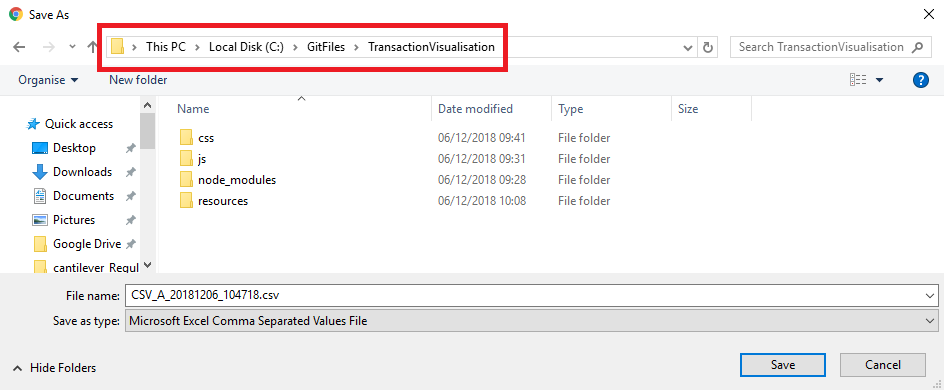 Save As
This PC > Local Disk (C:) > GitFiles > TransactionVisualisation
Search TransactionVisualisation
Organise New folder
Name Date modified Type Size
Quick access
Desktop
Downloads
Documents
Pictures
Google Drive
cantilever_Regul
css 06/12/2018 09:41 File folder
js 06/12/2018 09:31 File folder
node_modules 06/12/2018 09:28 File folder
resources 06/12/2018 10:08 File folder
File name: CSV_A_20181206_104718.csv
Save as type: Microsoft Excel Comma Separated Values File
Hide Folders Save Cancel